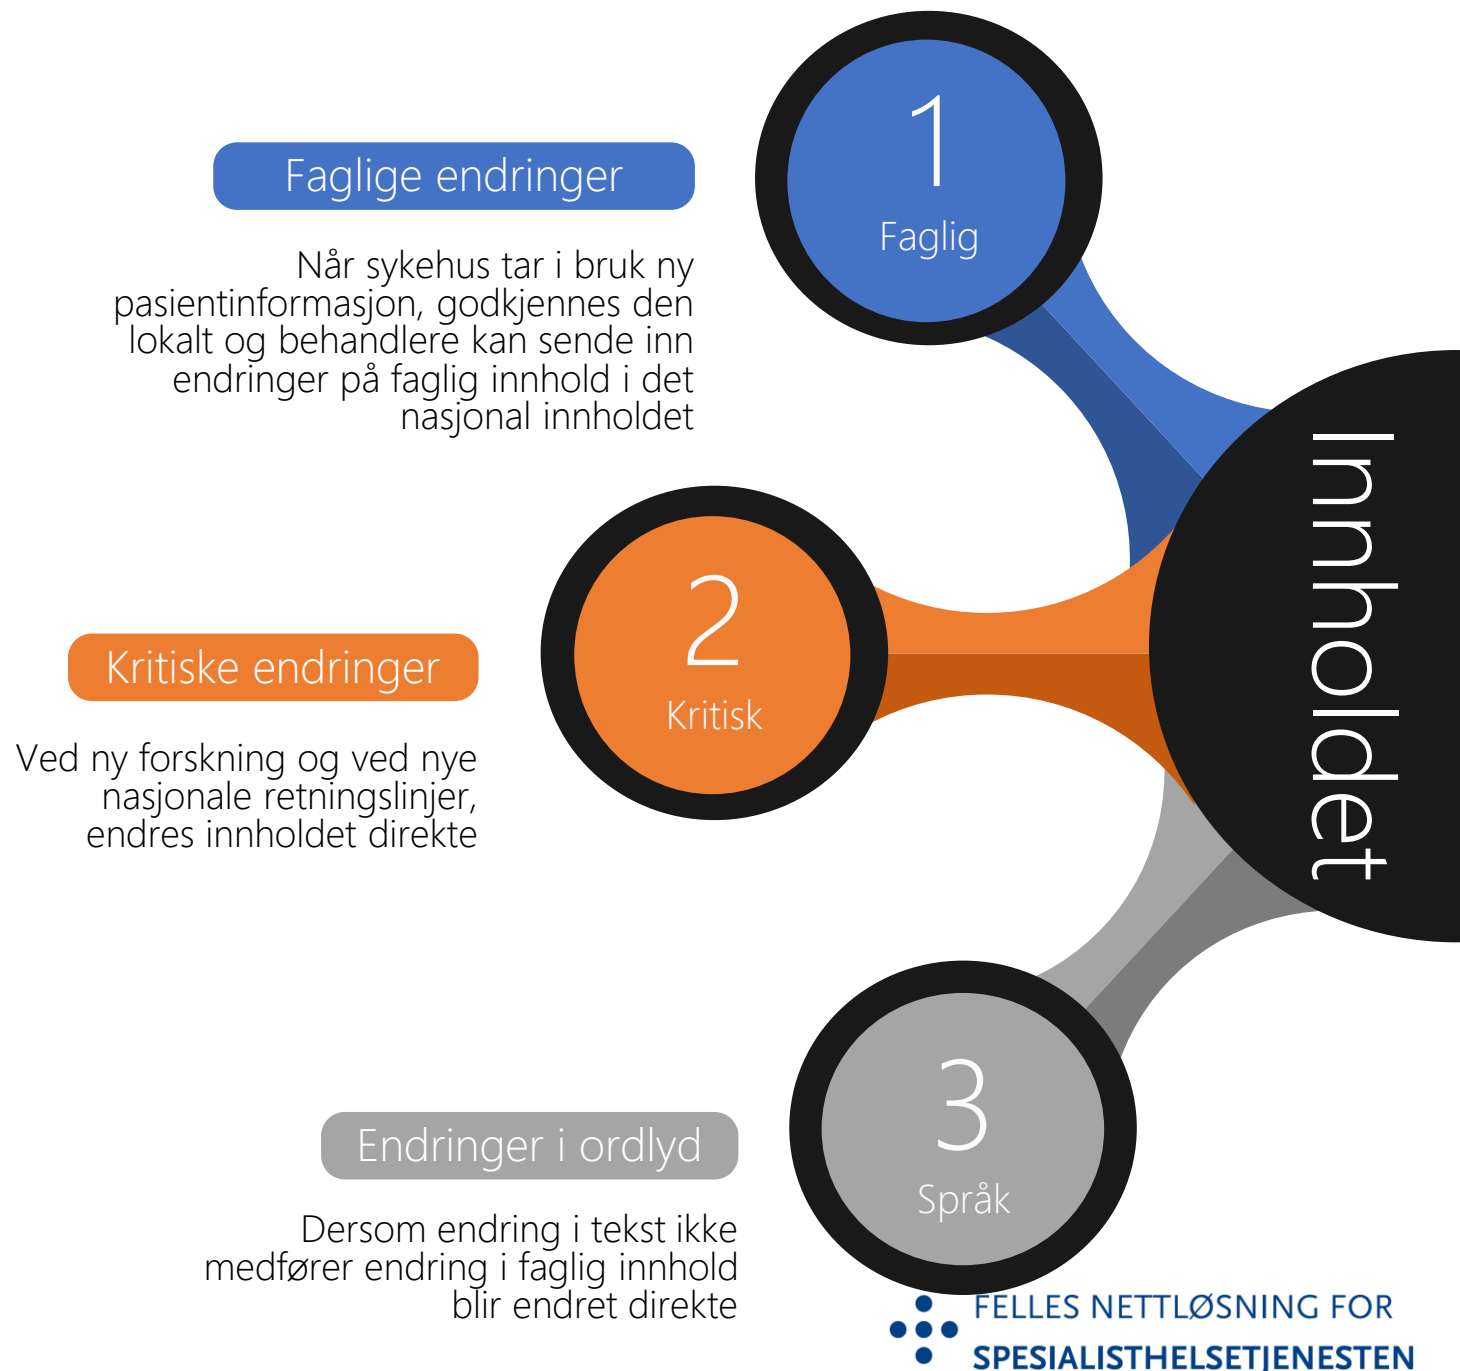 Faglige endringer
Når sykehus tar i bruk ny
pasientinformasjon, godkjennes den
lokalt og behandlere kan sende inn
endringer på faglig innhold i det
nasjonal innholdet
1
Faglig
Kritiske endringer
Ved ny forskning og ved nye
nasjonale retningslinjer,
endres innholdet direkte
2
Kritisk
Innholdet
Endringer i ordlyd
Dersom endring i tekst ikke
medfører endring i faglig innhold
blir endret direkte
3
Språk
FELLES NETTLØSNING FOR
SPESIALISTHELSETJENESTEN